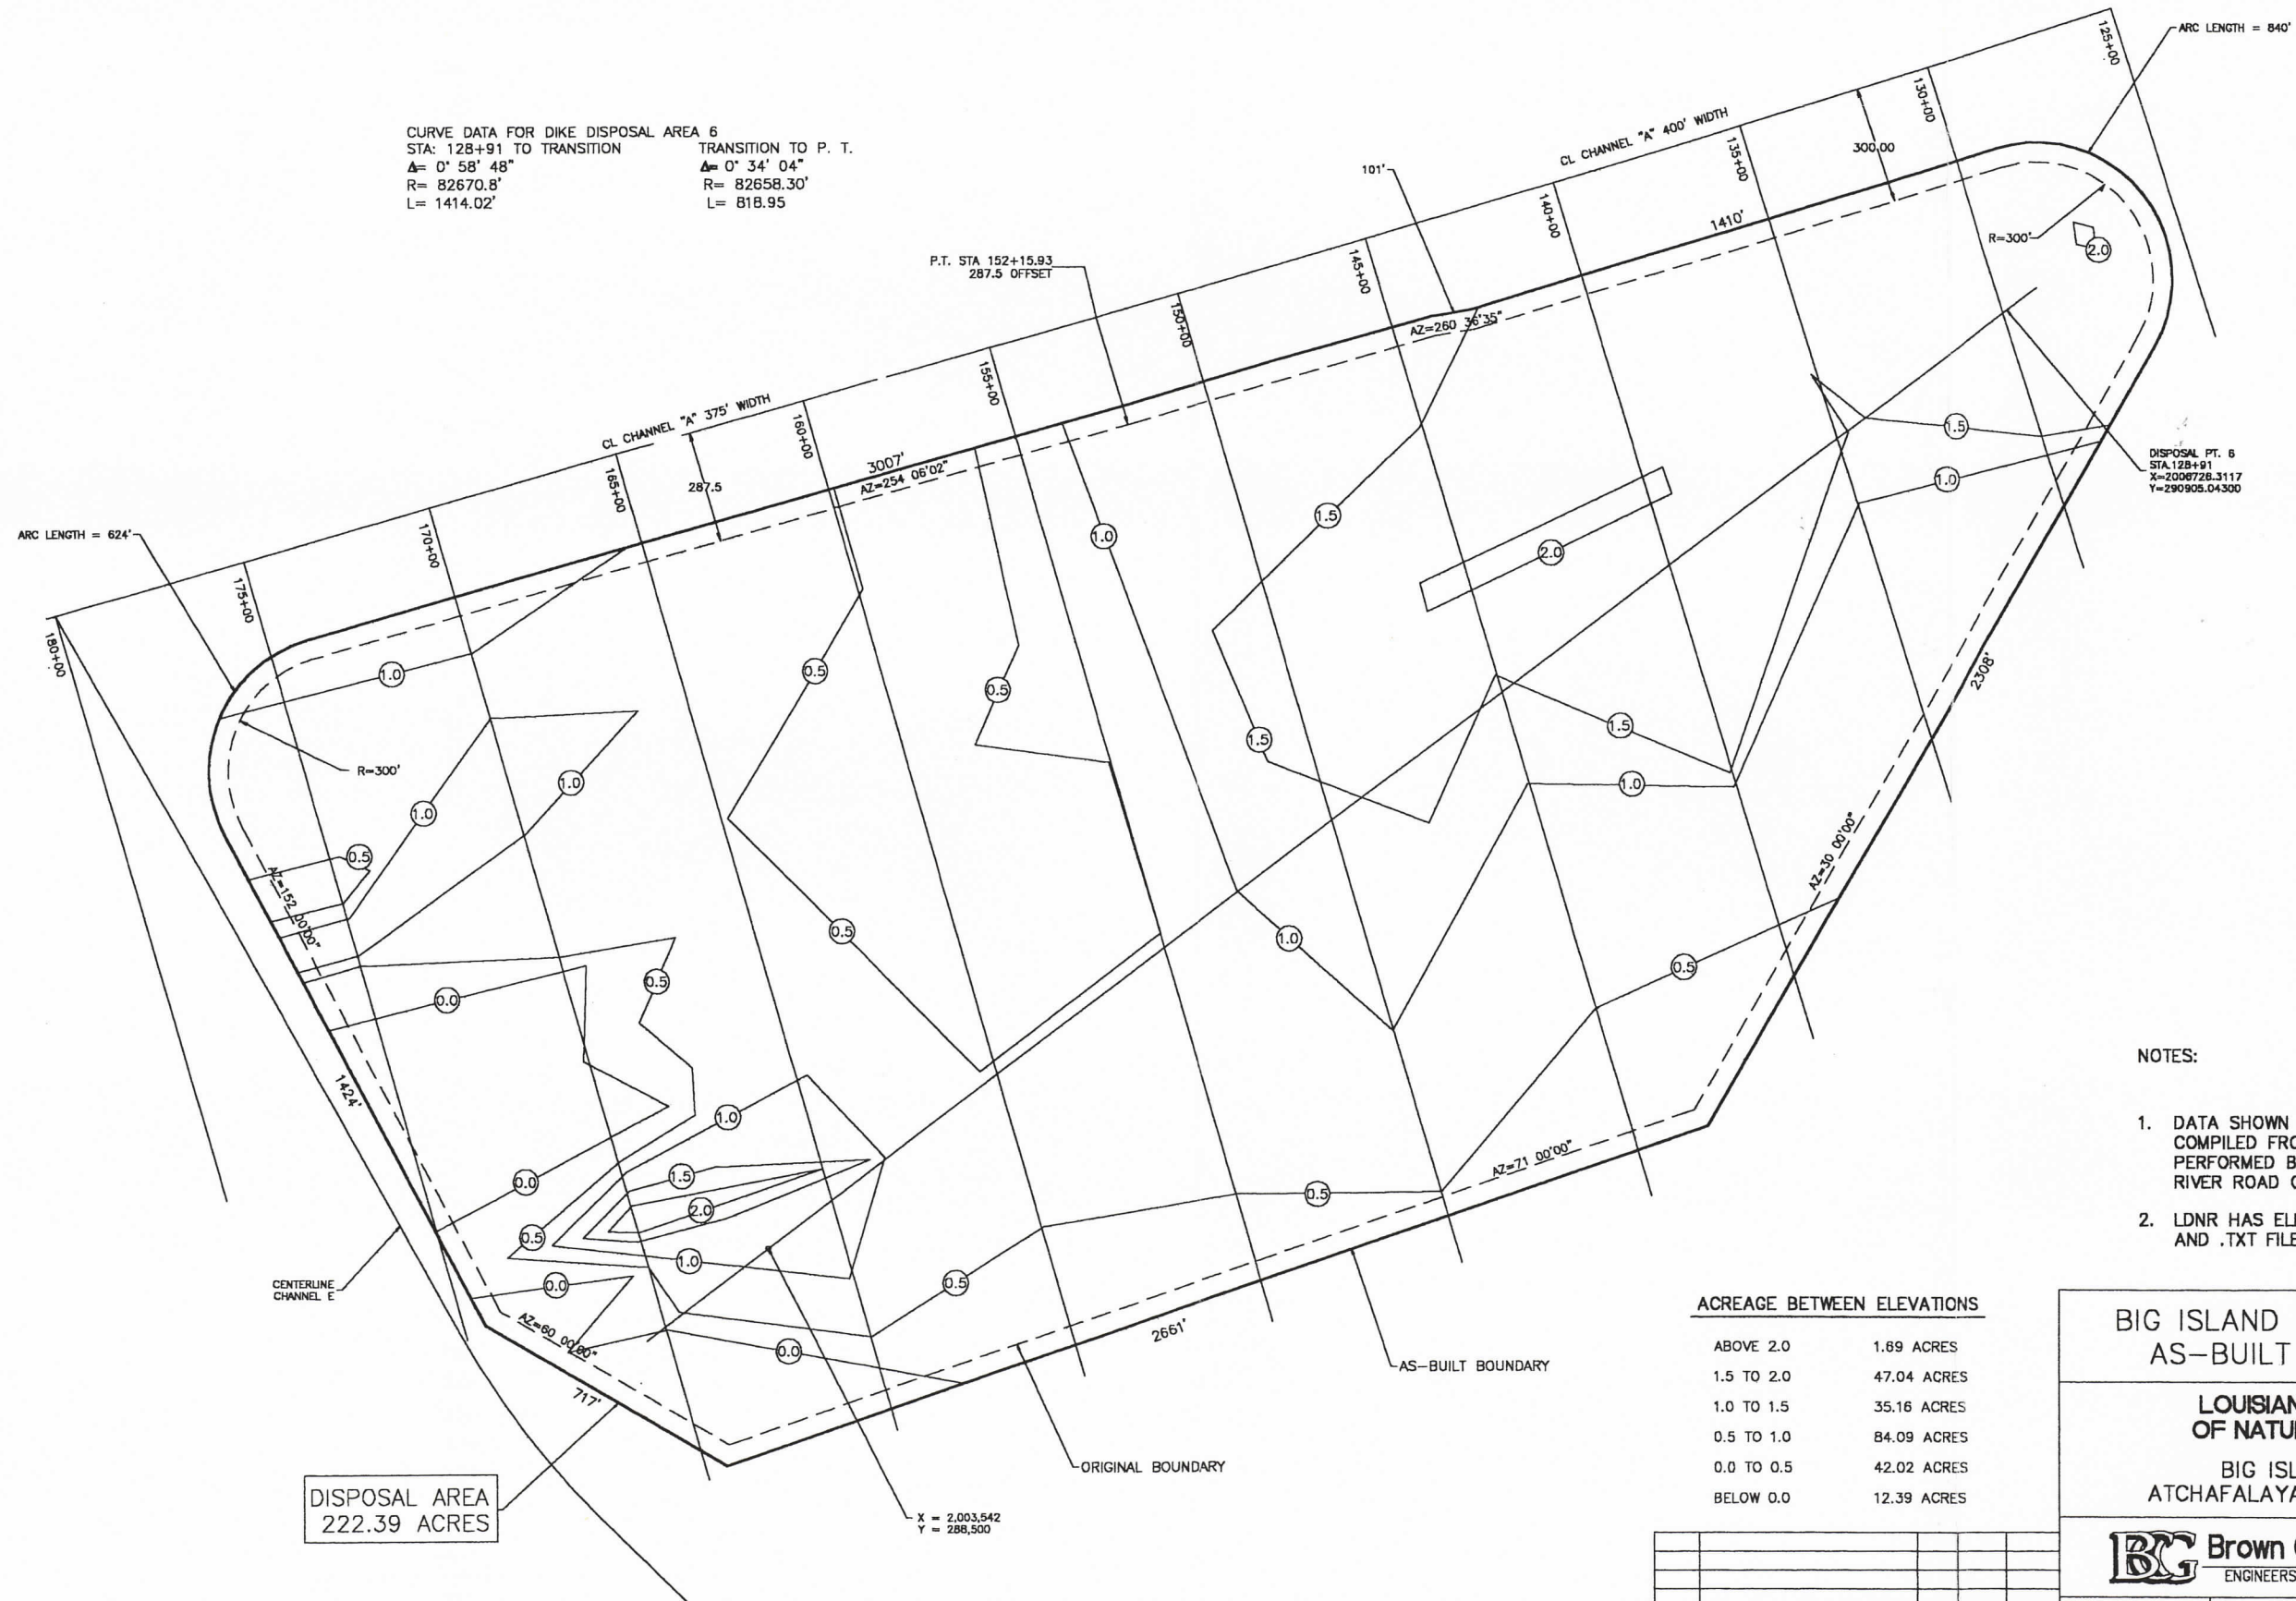 CURVE DATA FOR DIKE DISPOSAL AREA 6
STA: 128+91 TO TRANSITION
Δ= 0° 58' 48"
R= 82670.8'
L= 1414.02'
TRANSITION TO P. T.
Δ= 0° 34' 04"
R= 82658.30'
L= 818.95
ARC LENGTH = 840'
125+00
130+00
135+00
140+00
145+00
150+00
155+00
160+00
165+00
170+00
175+00
180+00
CL CHANNEL "A" 400' WIDTH
300.00
1410'
101'
AZ=260 36'35"
P.T. STA 152+15.93
287.5 OFFSET
CL CHANNEL "A" 375' WIDTH
287.5
3007'
AZ=254 06'02"
ARC LENGTH = 624'
R=300'
R=300'
2.0
1.5
1.0
DISPOSAL PT. 6
STA.128+91
X=2006728.3117
Y=290905.04300
1.0
1.5
2.0
0.5
0.5
1.0
1.5
1.5
1.0
1.0
1.0
0.5
0.5
1.0
0.5
AZ=152 00'00"
0.5
0.0
1424'
2308'
AZ=30 00'00"
1.0
0.0
1.5
2.0
0.5
1.0
0.0
0.5
0.5
AZ=71 00'00"
0.0
CENTERLINE
CHANNEL E
AZ=60 00'00"
717'
2661'
AS-BUILT BOUNDARY
ORIGINAL BOUNDARY
DISPOSAL AREA
222.39 ACRES
X = 2,003,542
Y = 288,500
NOTES:
1. DATA SHOWN
COMPILED FRO
PERFORMED B
RIVER ROAD
2. LDNR HAS EL
AND .TXT FILE
ACREAGE BETWEEN ELEVATIONS
ABOVE 2.0 1.69 ACRES
1.5 TO 2.0 47.04 ACRES
1.0 TO 1.5 35.16 ACRES
0.5 TO 1.0 84.09 ACRES
0.0 TO 0.5 42.02 ACRES
BELOW 0.0 12.39 ACRES
BIG ISLAND
AS-BUILT
LOUISIAN
OF NATU
BIG ISL
ATCHAFALAYA
BCG Brown
ENGINEERS